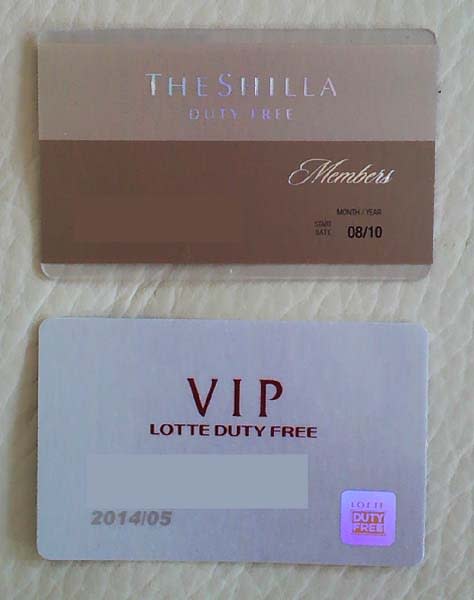 THE SHILLA
DUTY FREE
Members
MONTH / YEAR
START
DATE
08/10
VIP
LOTTE DUTY FREE
2014/05
LOTTE
DUTY
FREE